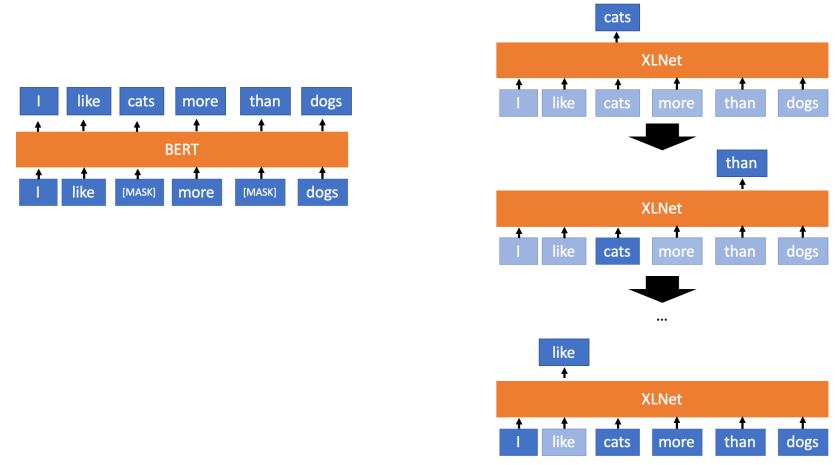 I like cats more than dogs
BERT
I like [MASK] more [MASK] dogs
cats
XLNet
I like cats more than dogs
than
XLNet
I like cats more than dogs
...
like
XLNet
I like cats more than dogs